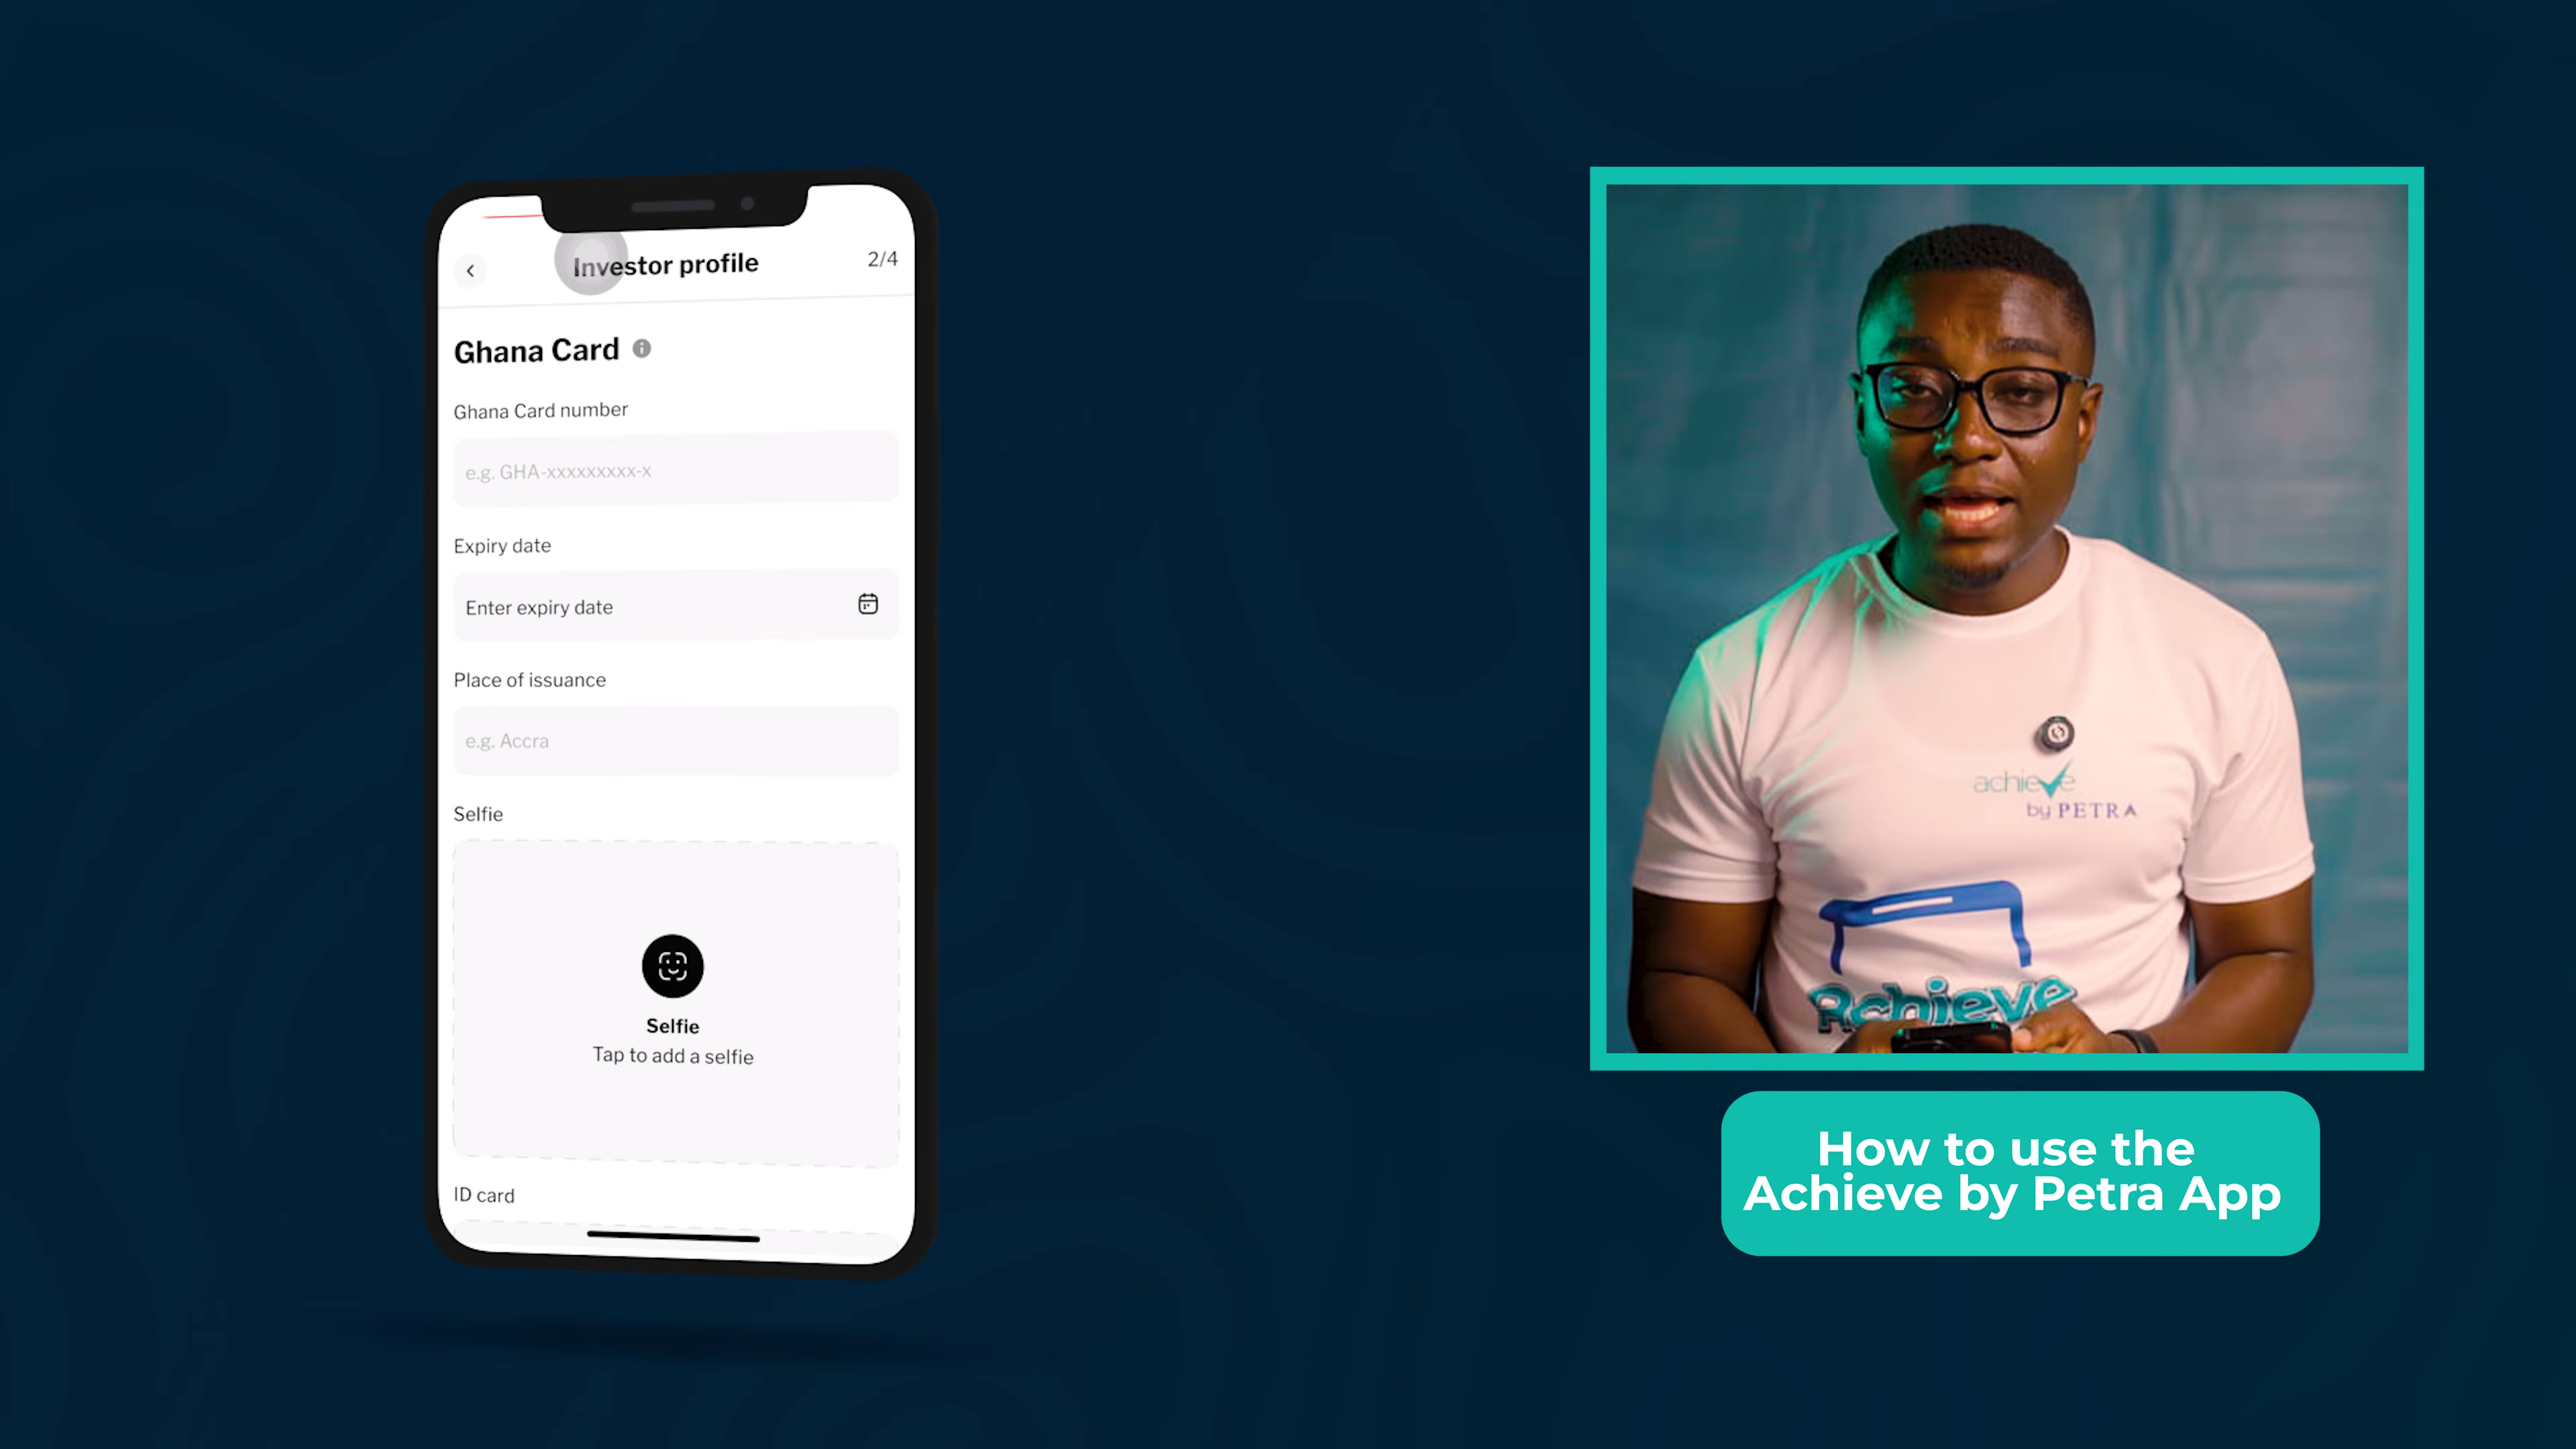 Investor profile
2/4
Ghana Card
Ghana Card number
e.g. GHA-xxxxxxxxx-x
Expiry date
Enter expiry date
Place of issuance
e.g. Accra
Selfie
Selfie
Tap to add a selfie
ID card
achieve
by PETRA
Achieve
How to use the
Achieve by Petra App